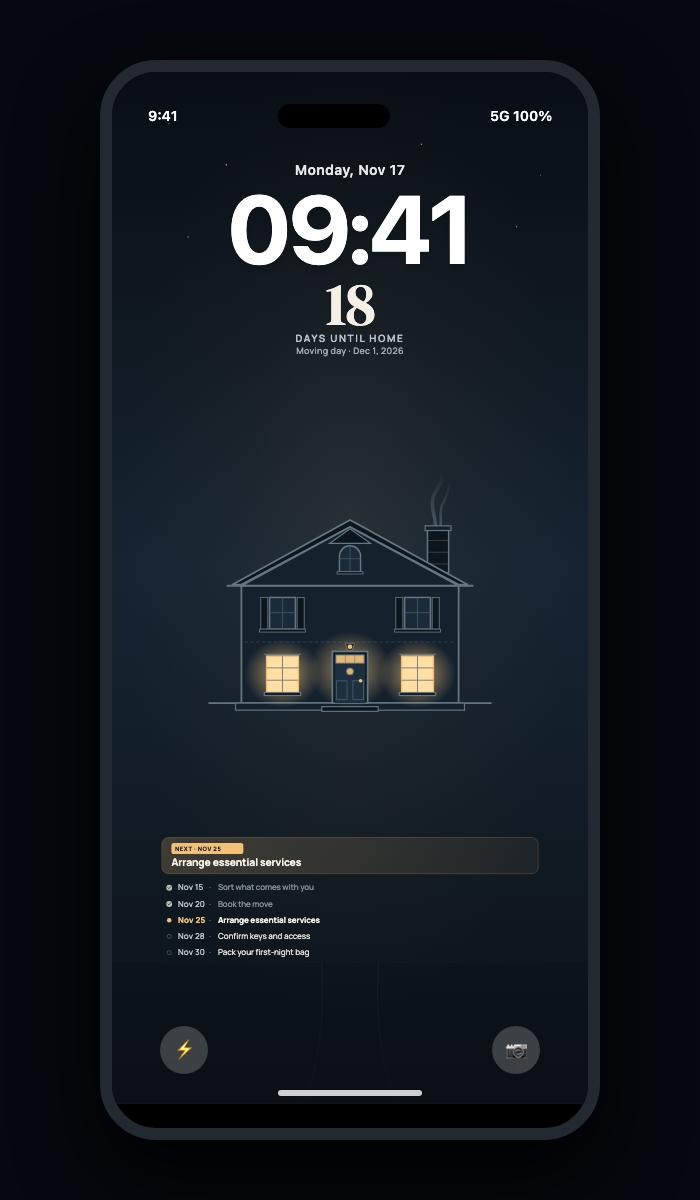 9:41
5G 100%
Monday, Nov 17
09:41
18
DAYS UNTIL HOME
Moving day · Dec 1, 2026
NEXT · NOV 25
Arrange essential services
Nov 15 · Sort what comes with you
Nov 20 · Book the move
Nov 25 · Arrange essential services
Nov 28 · Confirm keys and access
Nov 30 · Pack your first-night bag